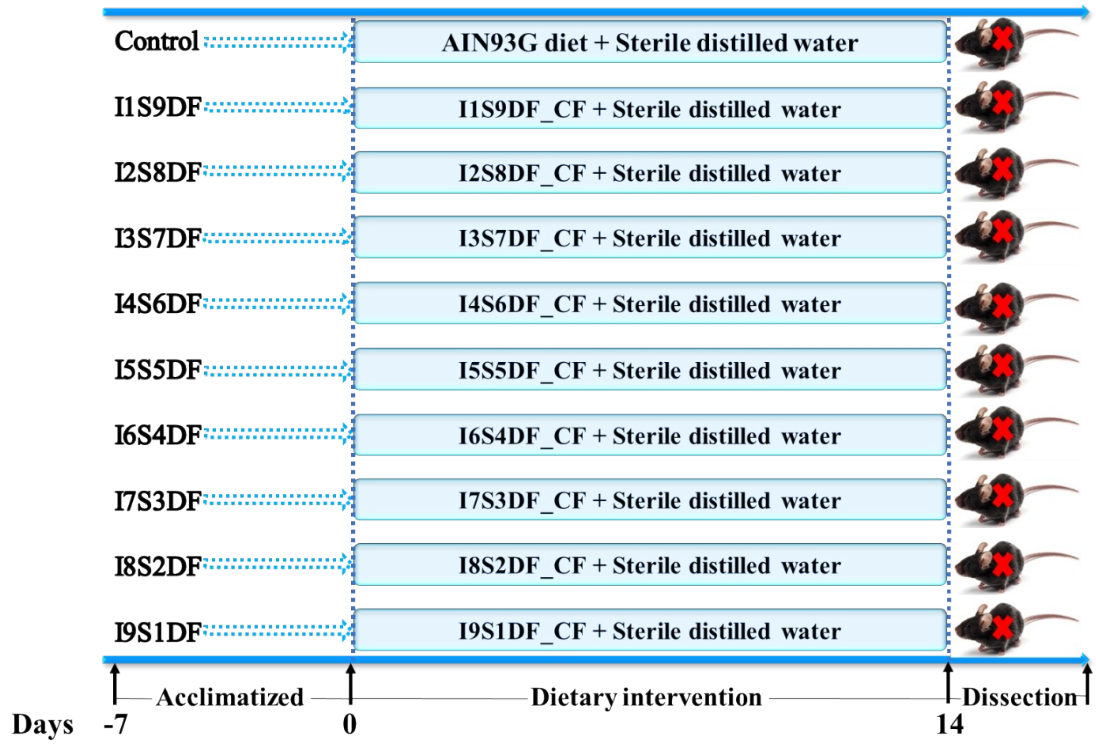 Control AIN93G diet + Sterile distilled water
I1S9DF I1S9DF_CF + Sterile distilled water
I2S8DF I2S8DF_CF + Sterile distilled water
I3S7DF I3S7DF_CF + Sterile distilled water
I4S6DF I4S6DF_CF + Sterile distilled water
I5S5DF I5S5DF_CF + Sterile distilled water
I6S4DF I6S4DF_CF + Sterile distilled water
I7S3DF I7S3DF_CF + Sterile distilled water
I8S2DF I8S2DF_CF + Sterile distilled water
I9S1DF I9S1DF_CF + Sterile distilled water
Acclimatized Dietary intervention Dissection
Days -7 0 14